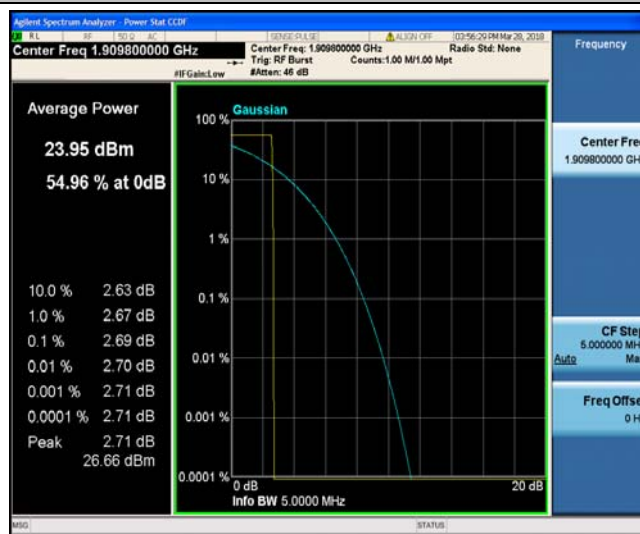 Agilent Spectrum Analyzer - Power Stat CCDF
RL RF 50 Ω AC SENSE:PULSE ALIGN OFF 03:56:29 PM Mar 28, 2018
Center Freq 1.909800000 GHz
Center Freq: 1.909800000 GHz Radio Std: None
Trig: RF Burst Counts:1.00 M/1.00 Mpt
#IFGain:Low #Atten: 46 dB
Frequency
Average Power
23.95 dBm
54.96 % at 0dB
10.0 % 2.63 dB
1.0 % 2.67 dB
0.1 % 2.69 dB
0.01 % 2.70 dB
0.001 % 2.71 dB
0.0001 % 2.71 dB
Peak 2.71 dB
26.66 dBm
Gaussian
100 %
10 %
1 %
0.1 %
0.01 %
0.001 %
0.0001 %
0 dB 20 dB
Info BW 5.0000 MHz
Center Fre
1.909800000 GH
CF Ste
5.000000 MH
Auto Ma
Freq Offse
0 H
MSG STATUS